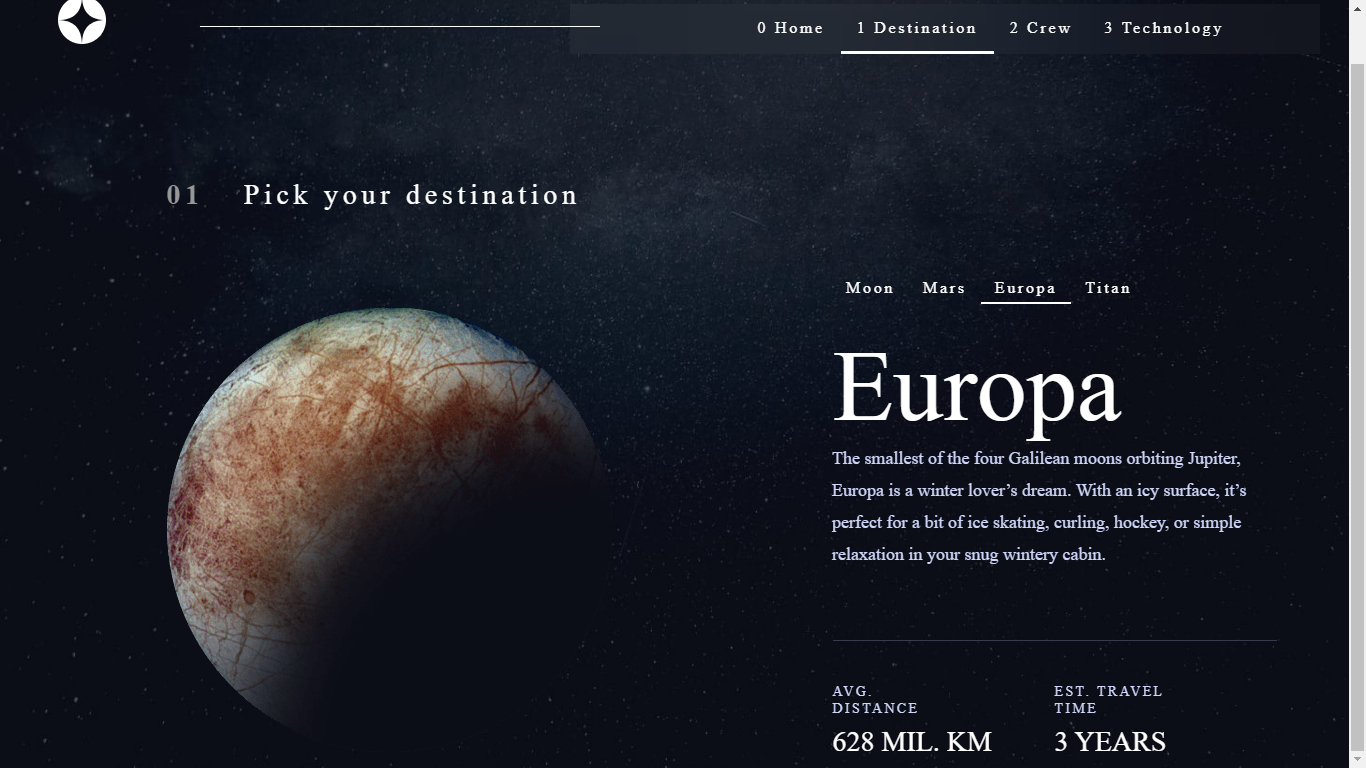 0 Home 1 Destination 2 Crew 3 Technology
01 Pick your destination
Moon Mars Europa Titan
Europa
The smallest of the four Galilean moons orbiting Jupiter,
Europa is a winter lover’s dream. With an icy surface, it’s
perfect for a bit of ice skating, curling, hockey, or simple
relaxation in your snug wintery cabin.
AVG.
DISTANCE
628 MIL. KM
EST. TRAVEL
TIME
3 YEARS